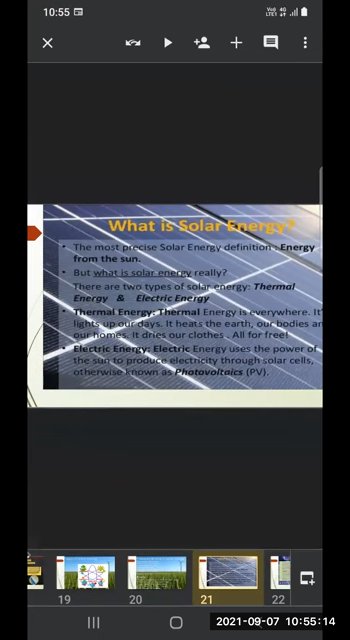 10:55
Vo)) 4G
LTE1
What is Solar Energy?
• The most precise Solar Energy definition : Energy
from the sun.
• But what is solar energy really?
There are two types of solar energy: Thermal
Energy & Electric Energy
• Thermal Energy: Thermal Energy is everywhere. It'
lights up our days. It heats the earth, our bodies an
our homes. It dries our clothes . All for free!
• Electric Energy: Electric Energy uses the power of
the sun to produce electricity through solar cells,
otherwise known as Photovoltaics (PV).
19
20
21
22
2021-09-07 10:55:14